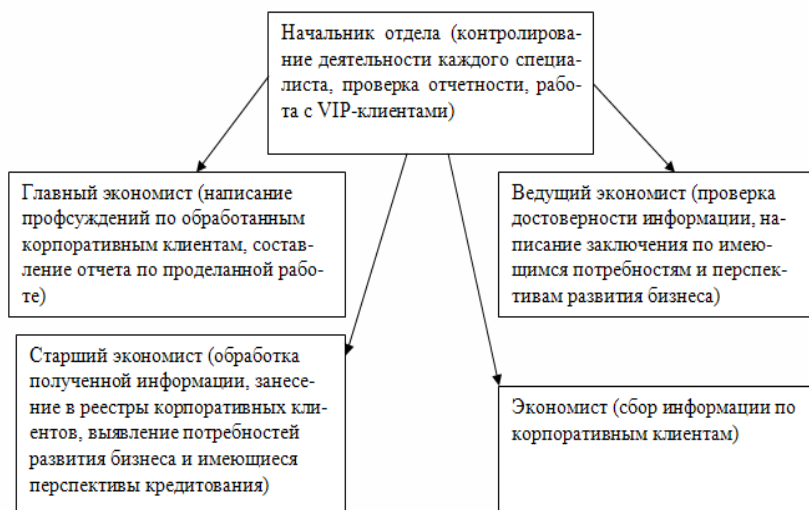 Начальник отдела (контролирова-
ние деятельности каждого специа-
листа, проверка отчетности, рабо-
та с VIP-клиентами)
Главный экономист (написание
профсуждений по обработанным
корпоративным клиентам, состав-
ление отчета по проделанной рабо-
те)
Ведущий экономист (проверка
достоверности информации, на-
писание заключения по имею-
щимся потребностям и перспек-
тивам развития бизнеса)
Старший экономист (обработка
полученной информации, занесе-
ние в реестры корпоративных кли-
ентов, выявление потребностей
развития бизнеса и имеющиеся
перспективы кредитования)
Экономист (сбор информации по
корпоративным клиентам)